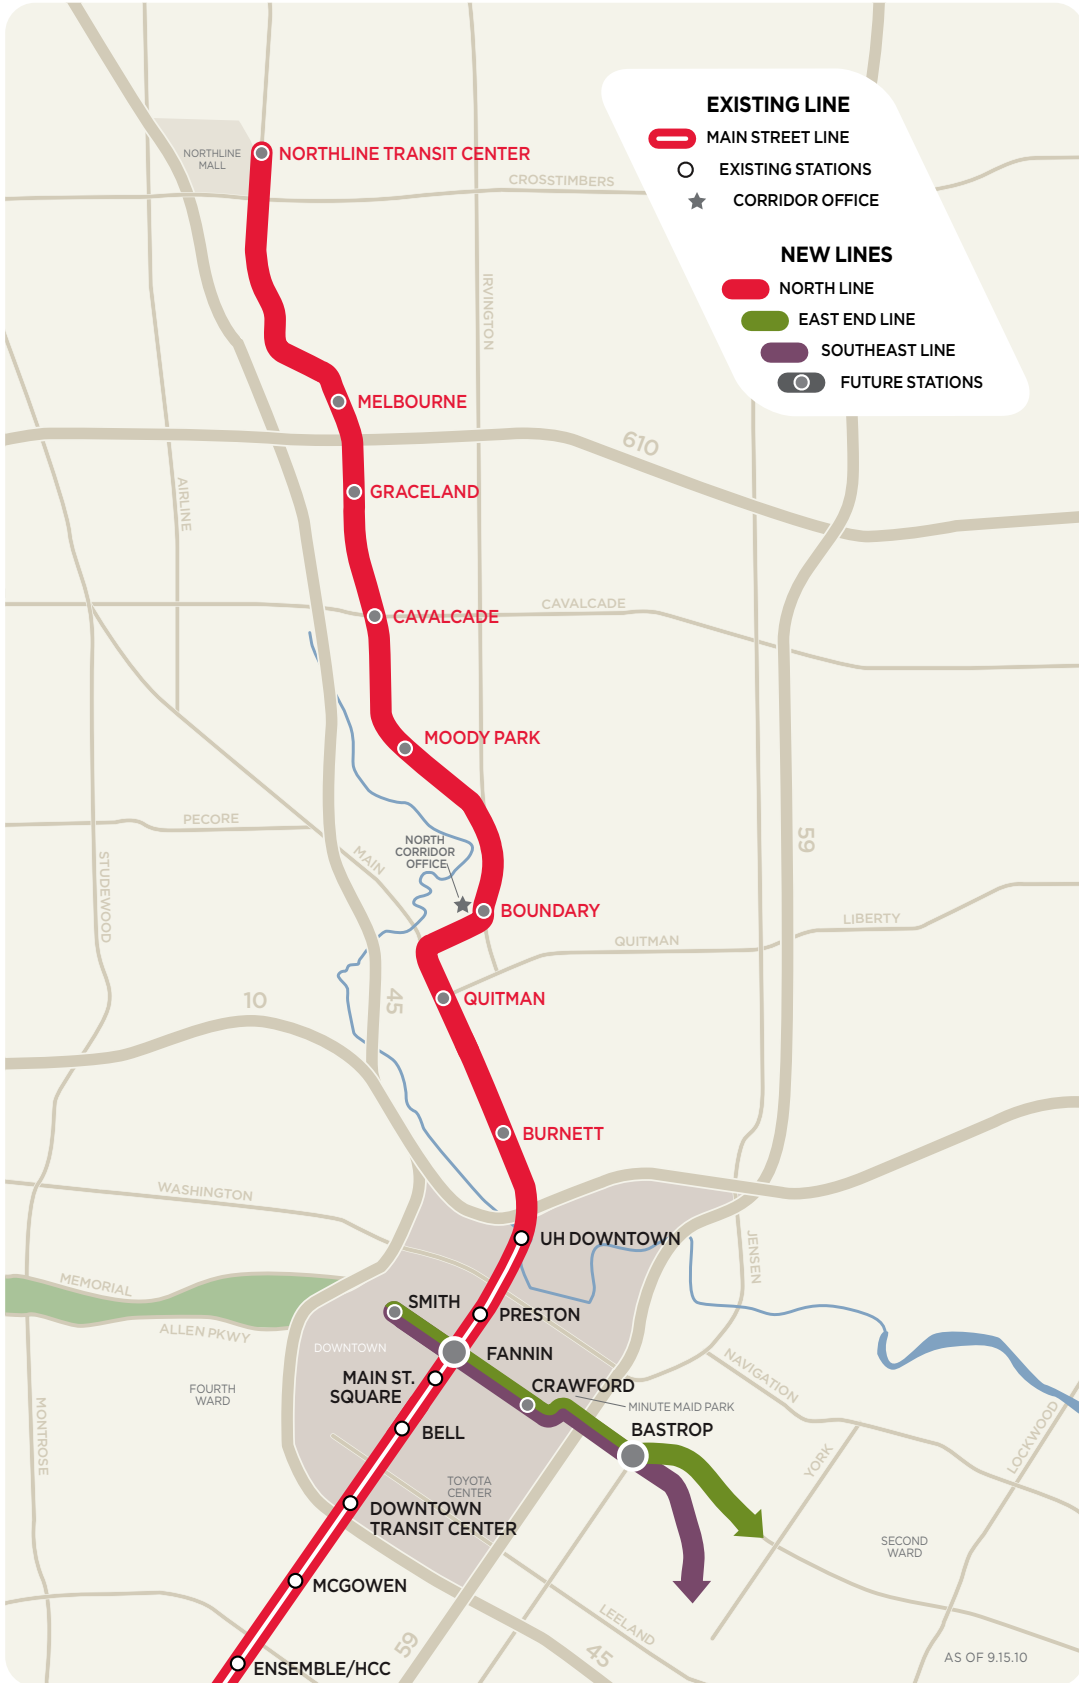 EXISTING LINE
MAIN STREET LINE
EXISTING STATIONS
CORRIDOR OFFICE
NEW LINES
NORTH LINE
EAST END LINE
SOUTHEAST LINE
FUTURE STATIONS
NORTHLINE
MALL
NORTHLINE TRANSIT CENTER
CROSSTIMBERS
IRVINGTON
MELBOURNE
610
GRACELAND
AIRLINE
CAVALCADE
CAVALCADE
MOODY PARK
PECORE
MAIN
NORTH
CORRIDOR
OFFICE
59
STUDEWOOD
BOUNDARY
LIBERTY
QUITMAN
10
45
QUITMAN
BURNETT
WASHINGTON
UH DOWNTOWN
JENSEN
MEMORIAL
SMITH
PRESTON
ALLEN PKWY
DOWNTOWN
FANNIN
NAVIGATION
MAIN ST.
SQUARE
CRAWFORD
FOURTH
WARD
MINUTE MAID PARK
BASTROP
BELL
MONTROSE
LOCKWOOD
YORK
TOYOTA
CENTER
DOWNTOWN
TRANSIT CENTER
SECOND
WARD
MCGOWEN
LEELAND
59
45
ENSEMBLE/HCC
AS OF 9.15.10